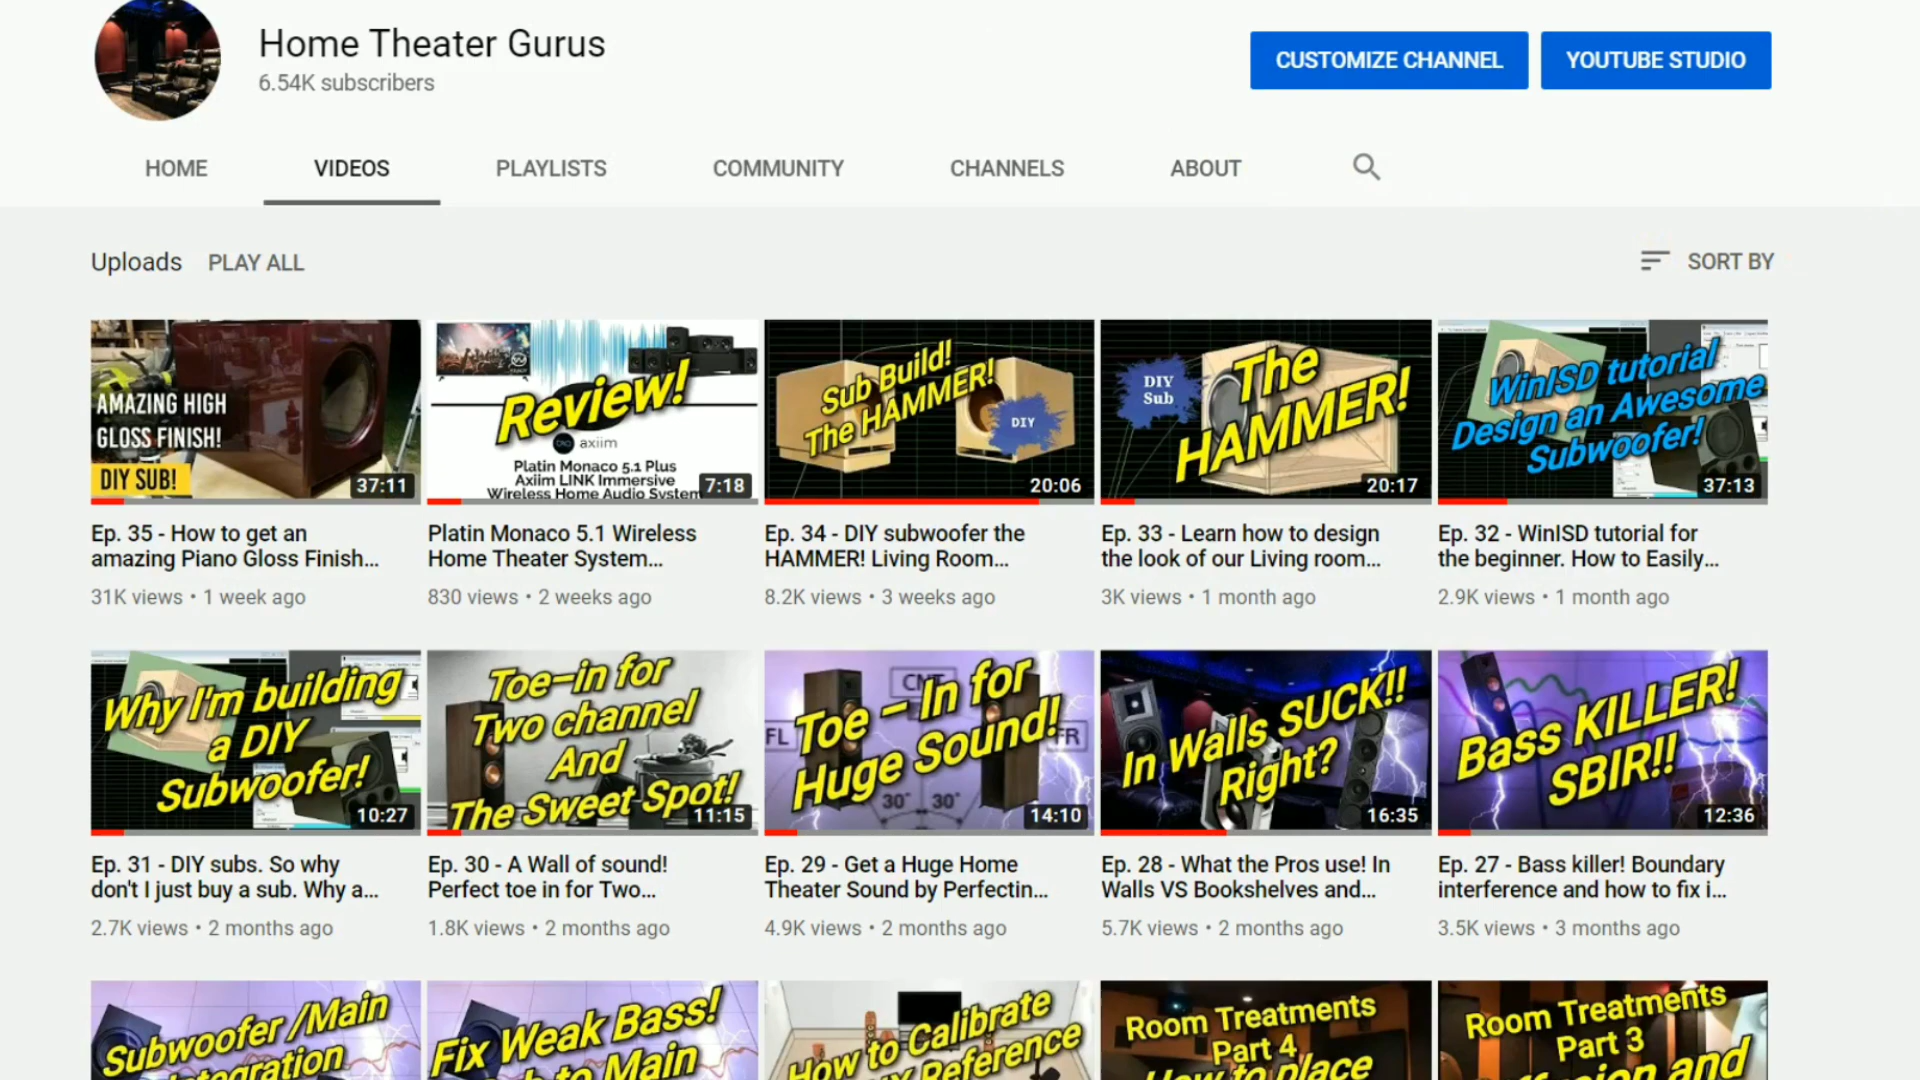 Home Theater Gurus
6.54K subscribers
CUSTOMIZE CHANNEL
YOUTUBE STUDIO
HOME
VIDEOS
PLAYLISTS
COMMUNITY
CHANNELS
ABOUT
Uploads
PLAY ALL
SORT BY
AMAZING HIGH
GLOSS FINISH!
DIY SUB!
37:11
Review!
axiim
Platin Monaco 5.1 Plus
Axiim LINK Immersive
Wireless Home Audio System
7:18
Sub Build!
The HAMMER!
DIY
20:06
DIY
Sub
The
HAMMER!
20:17
WinISD tutorial
Design an Awesome
Subwoofer!
37:13
Ep. 35 - How to get an
amazing Piano Gloss Finish...
31K views • 1 week ago
Platin Monaco 5.1 Wireless
Home Theater System...
830 views • 2 weeks ago
Ep. 34 - DIY subwoofer the
HAMMER! Living Room...
8.2K views • 3 weeks ago
Ep. 33 - Learn how to design
the look of our Living room...
3K views • 1 month ago
Ep. 32 - WinISD tutorial for
the beginner. How to Easily...
2.9K views • 1 month ago
Why I'm building
a DIY
Subwoofer!
10:27
Toe-in for
Two channel
And
The Sweet Spot!
11:15
CNT
FL
FR
Toe - In for
Huge Sound!
30° 30°
14:10
In Walls SUCK!!
Right?
16:35
Bass KILLER!
SBIR!!
12:36
Ep. 31 - DIY subs. So why
don't I just buy a sub. Why a...
2.7K views • 2 months ago
Ep. 30 - A Wall of sound!
Perfect toe in for Two...
1.8K views • 2 months ago
Ep. 29 - Get a Huge Home
Theater Sound by Perfectin...
4.9K views • 2 months ago
Ep. 28 - What the Pros use! In
Walls VS Bookshelves and...
5.7K views • 2 months ago
Ep. 27 - Bass killer! Boundary
interference and how to fix i...
3.5K views • 3 months ago
Subwoofer /Main
Fix Weak Bass!
to Main
How to Calibrate
Reference
Room Treatments
Part 4
How to place
Room Treatments
Part 3
and